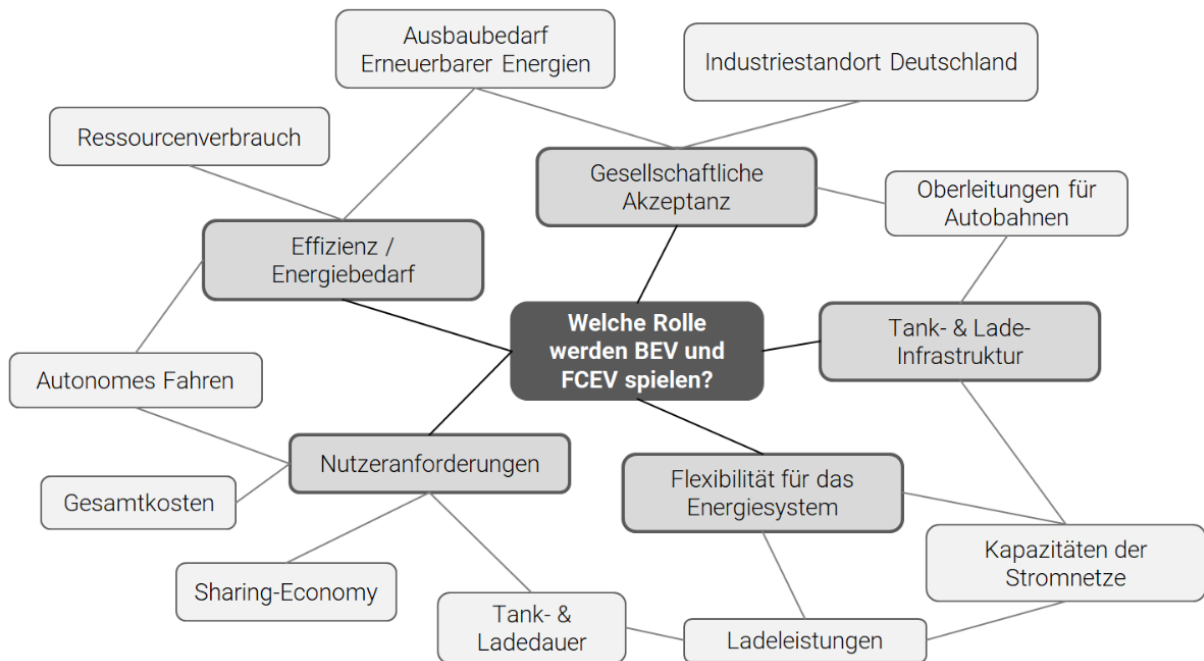 Ausbaubedarf
Erneuerbarer Energien
Industriestandort Deutschland
Ressourcenverbrauch
Gesellschaftliche
Akzeptanz
Oberleitungen für
Autobahnen
Effizienz /
Energiebedarf
Welche Rolle
werden BEV und
FCEV spielen?
Tank- & Lade-
Infrastruktur
Autonomes Fahren
Nutzeranforderungen
Flexibilität für das
Energiesystem
Gesamtkosten
Kapazitäten der
Stromnetze
Sharing-Economy
Tank- &
Ladedauer
Ladeleistungen